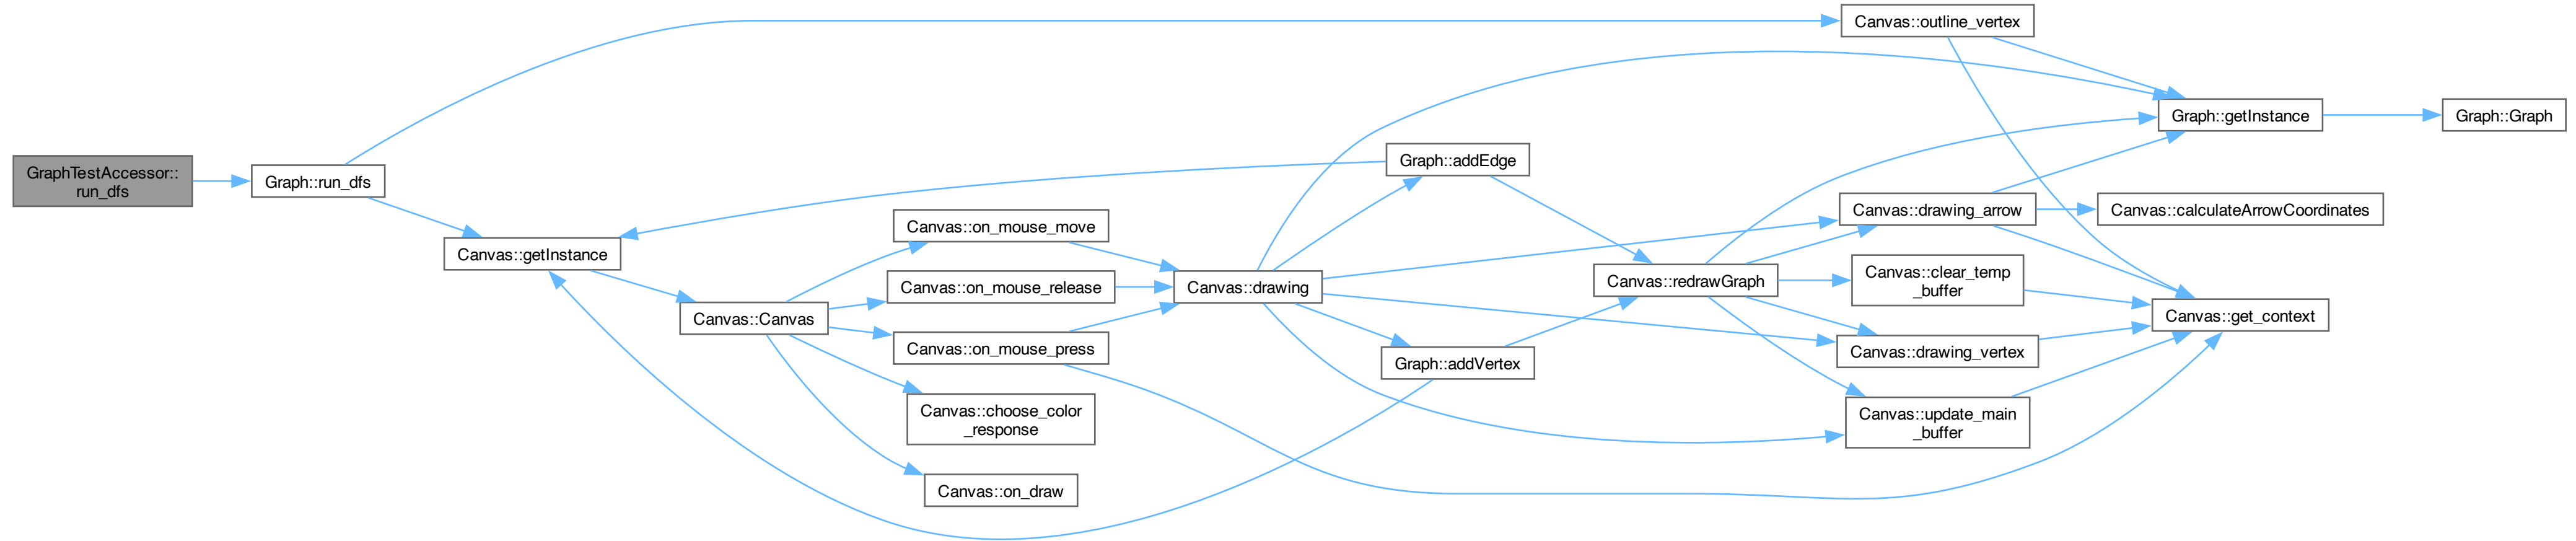 GraphTestAccessor::
run_dfs
Graph::run_dfs
Canvas::getInstance
Canvas::Canvas
Canvas::on_mouse_move
Canvas::on_mouse_release
Canvas::on_mouse_press
Canvas::choose_color
_response
Canvas::on_draw
Canvas::drawing
Graph::addEdge
Graph::addVertex
Canvas::redrawGraph
Canvas::outline_vertex
Canvas::drawing_arrow
Canvas::clear_temp
_buffer
Canvas::drawing_vertex
Canvas::update_main
_buffer
Graph::getInstance
Canvas::calculateArrowCoordinates
Canvas::get_context
Graph::Graph